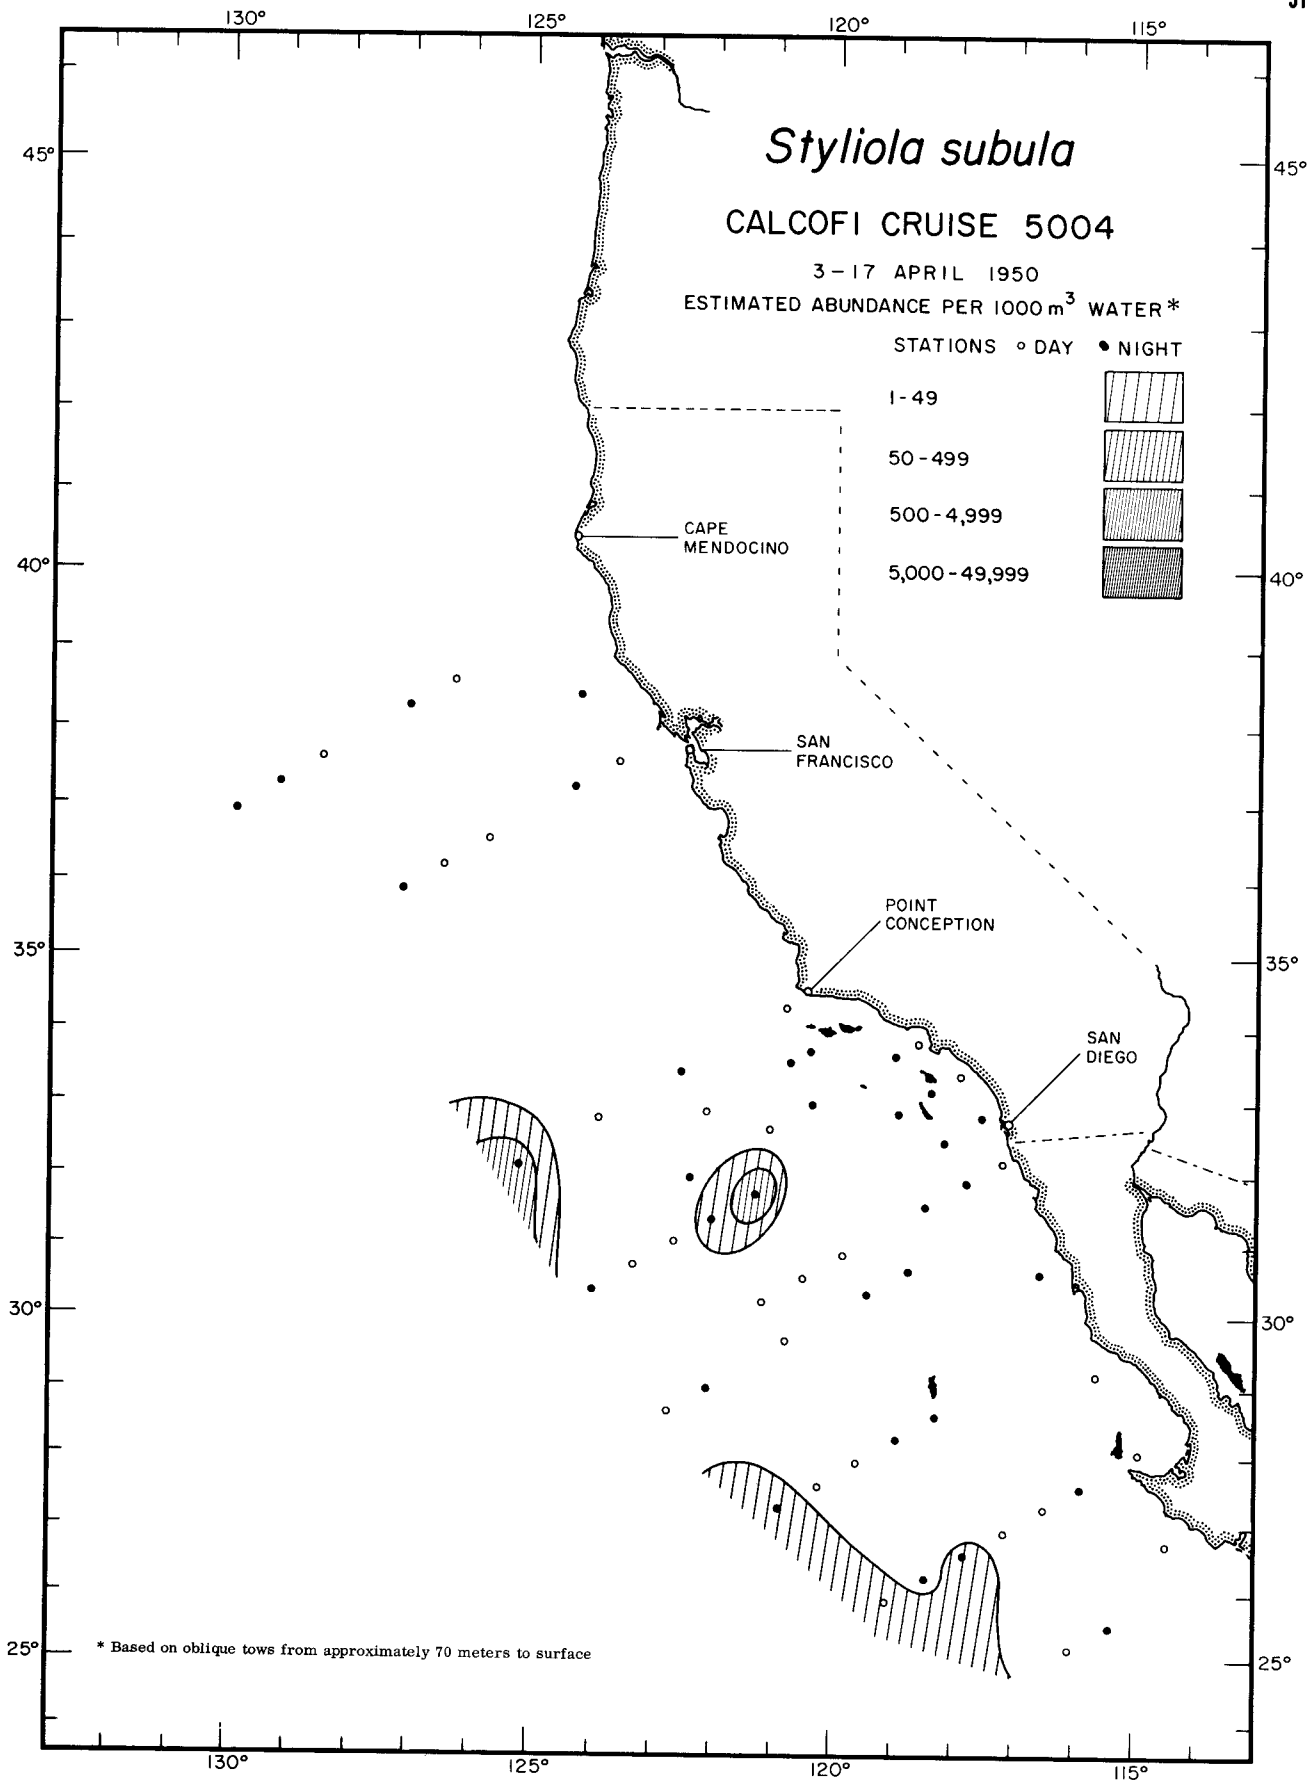 130° 125° 120° 115°
Styliola subula
CALCOFI CRUISE 5004
3-17 APRIL 1950
ESTIMATED ABUNDANCE PER 1000 m³ WATER*
STATIONS ○ DAY ● NIGHT
1-49
50-499
500-4,999
5,000-49,999
45° 45°
CAPE
MENDOCINO
40° 40°
SAN
FRANCISCO
POINT
CONCEPTION
35° 35°
SAN
DIEGO
30° 30°
25° 25°
* Based on oblique tows from approximately 70 meters to surface
130° 125° 120° 115°